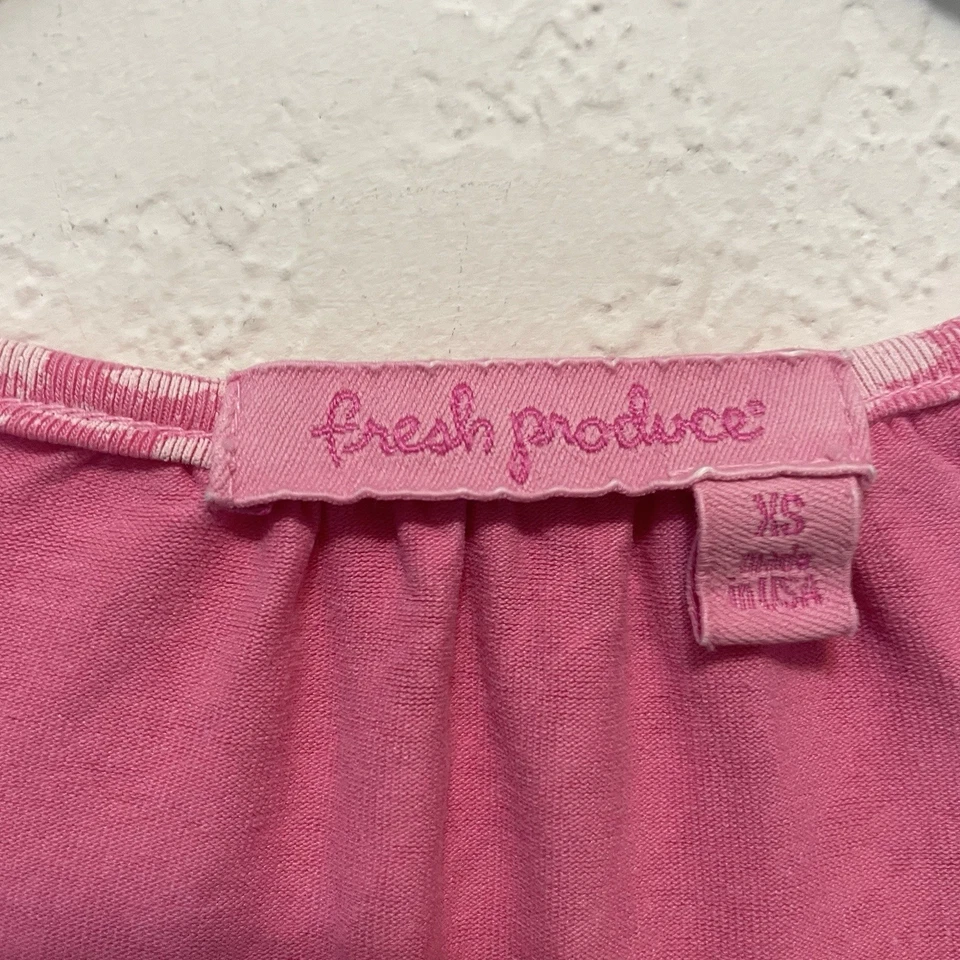 fresh produce
XS
made
in USA